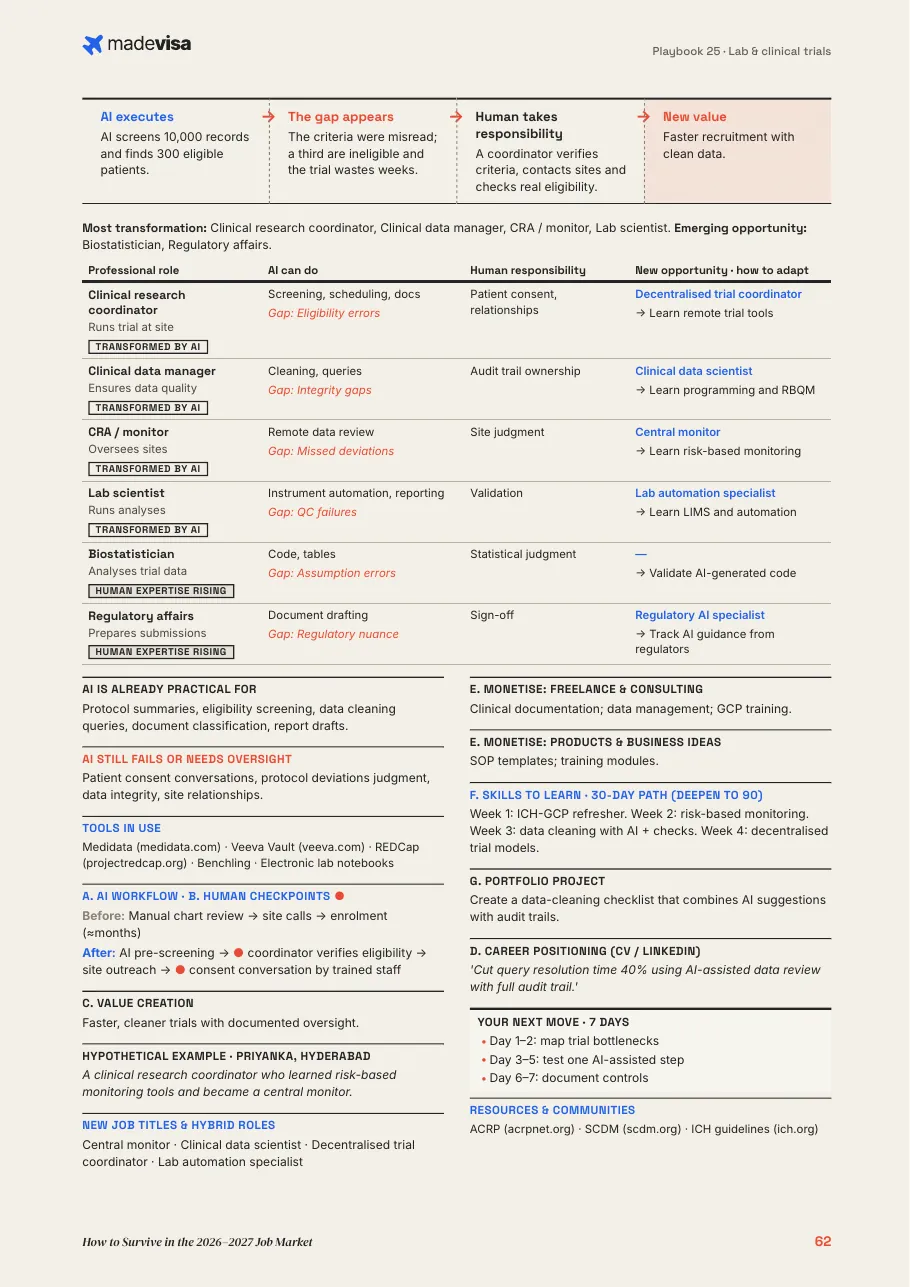 madevisa
Playbook 25 · Lab & clinical trials
AI executes
AI screens 10,000 records
and finds 300 eligible
patients.
→ The gap appears
The criteria were misread;
a third are ineligible and
the trial wastes weeks.
→ Human takes
responsibility
A coordinator verifies
criteria, contacts sites and
checks real eligibility.
→ New value
Faster recruitment with
clean data.
Most transformation: Clinical research coordinator, Clinical data manager, CRA / monitor, Lab scientist. Emerging opportunity:
Biostatistician, Regulatory affairs.
Professional role AI can do Human responsibility New opportunity · how to adapt
Clinical research
coordinator
Runs trial at site
TRANSFORMED BY AI
Screening, scheduling, docs
Gap: Eligibility errors
Patient consent,
relationships
Decentralised trial coordinator
→ Learn remote trial tools
Clinical data manager
Ensures data quality
TRANSFORMED BY AI
Cleaning, queries
Gap: Integrity gaps
Audit trail ownership
Clinical data scientist
→ Learn programming and RBQM
CRA / monitor
Oversees sites
TRANSFORMED BY AI
Remote data review
Gap: Missed deviations
Site judgment
Central monitor
→ Learn risk-based monitoring
Lab scientist
Runs analyses
TRANSFORMED BY AI
Instrument automation, reporting
Gap: QC failures
Validation
Lab automation specialist
→ Learn LIMS and automation
Biostatistician
Analyses trial data
HUMAN EXPERTISE RISING
Code, tables
Gap: Assumption errors
Statistical judgment
—
→ Validate AI-generated code
Regulatory affairs
Prepares submissions
HUMAN EXPERTISE RISING
Document drafting
Gap: Regulatory nuance
Sign-off
Regulatory AI specialist
→ Track AI guidance from
regulators
AI IS ALREADY PRACTICAL FOR
Protocol summaries, eligibility screening, data cleaning
queries, document classification, report drafts.
AI STILL FAILS OR NEEDS OVERSIGHT
Patient consent conversations, protocol deviations judgment,
data integrity, site relationships.
TOOLS IN USE
Medidata (medidata.com) · Veeva Vault (veeva.com) · REDCap
(projectredcap.org) · Benchling · Electronic lab notebooks
A. AI WORKFLOW · B. HUMAN CHECKPOINTS ●
Before: Manual chart review → site calls → enrolment
(≈months)
After: AI pre-screening → ● coordinator verifies eligibility →
site outreach → ● consent conversation by trained staff
C. VALUE CREATION
Faster, cleaner trials with documented oversight.
HYPOTHETICAL EXAMPLE · PRIYANKA, HYDERABAD
A clinical research coordinator who learned risk-based
monitoring tools and became a central monitor.
NEW JOB TITLES & HYBRID ROLES
Central monitor · Clinical data scientist · Decentralised trial
coordinator · Lab automation specialist
E. MONETISE: FREELANCE & CONSULTING
Clinical documentation; data management; GCP training.
E. MONETISE: PRODUCTS & BUSINESS IDEAS
SOP templates; training modules.
F. SKILLS TO LEARN · 30-DAY PATH (DEEPEN TO 90)
Week 1: ICH-GCP refresher. Week 2: risk-based monitoring.
Week 3: data cleaning with AI + checks. Week 4: decentralised
trial models.
G. PORTFOLIO PROJECT
Create a data-cleaning checklist that combines AI suggestions
with audit trails.
D. CAREER POSITIONING (CV / LINKEDIN)
'Cut query resolution time 40% using AI-assisted data review
with full audit trail.'
YOUR NEXT MOVE · 7 DAYS
• Day 1–2: map trial bottlenecks
• Day 3–5: test one AI-assisted step
• Day 6–7: document controls
RESOURCES & COMMUNITIES
ACRP (acrpnet.org) · SCDM (scdm.org) · ICH guidelines (ich.org)
How to Survive in the 2026–2027 Job Market
62